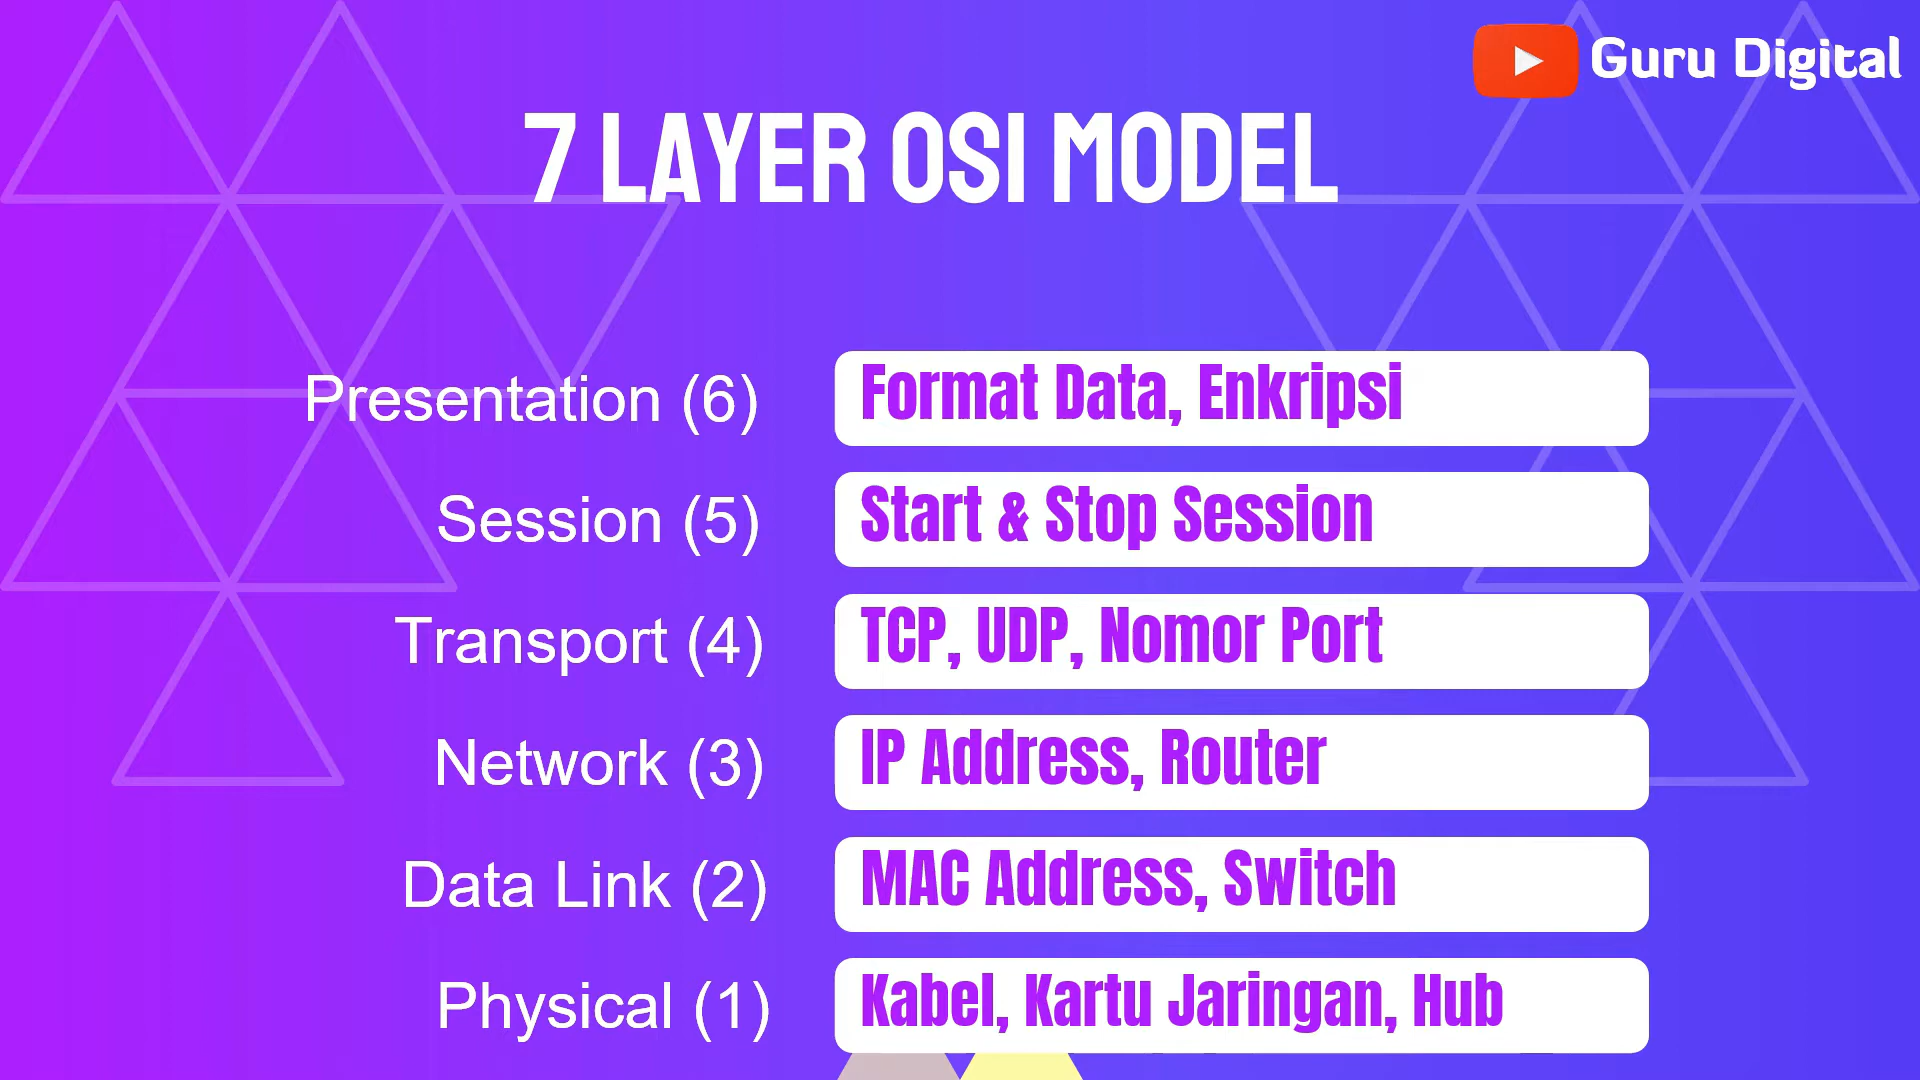 Guru Digital
7 LAYER OSI MODEL
Presentation (6) Format Data, Enkripsi
Session (5) Start & Stop Session
Transport (4) TCP, UDP, Nomor Port
Network (3) IP Address, Router
Data Link (2) MAC Address, Switch
Physical (1) Kabel, Kartu Jaringan, Hub